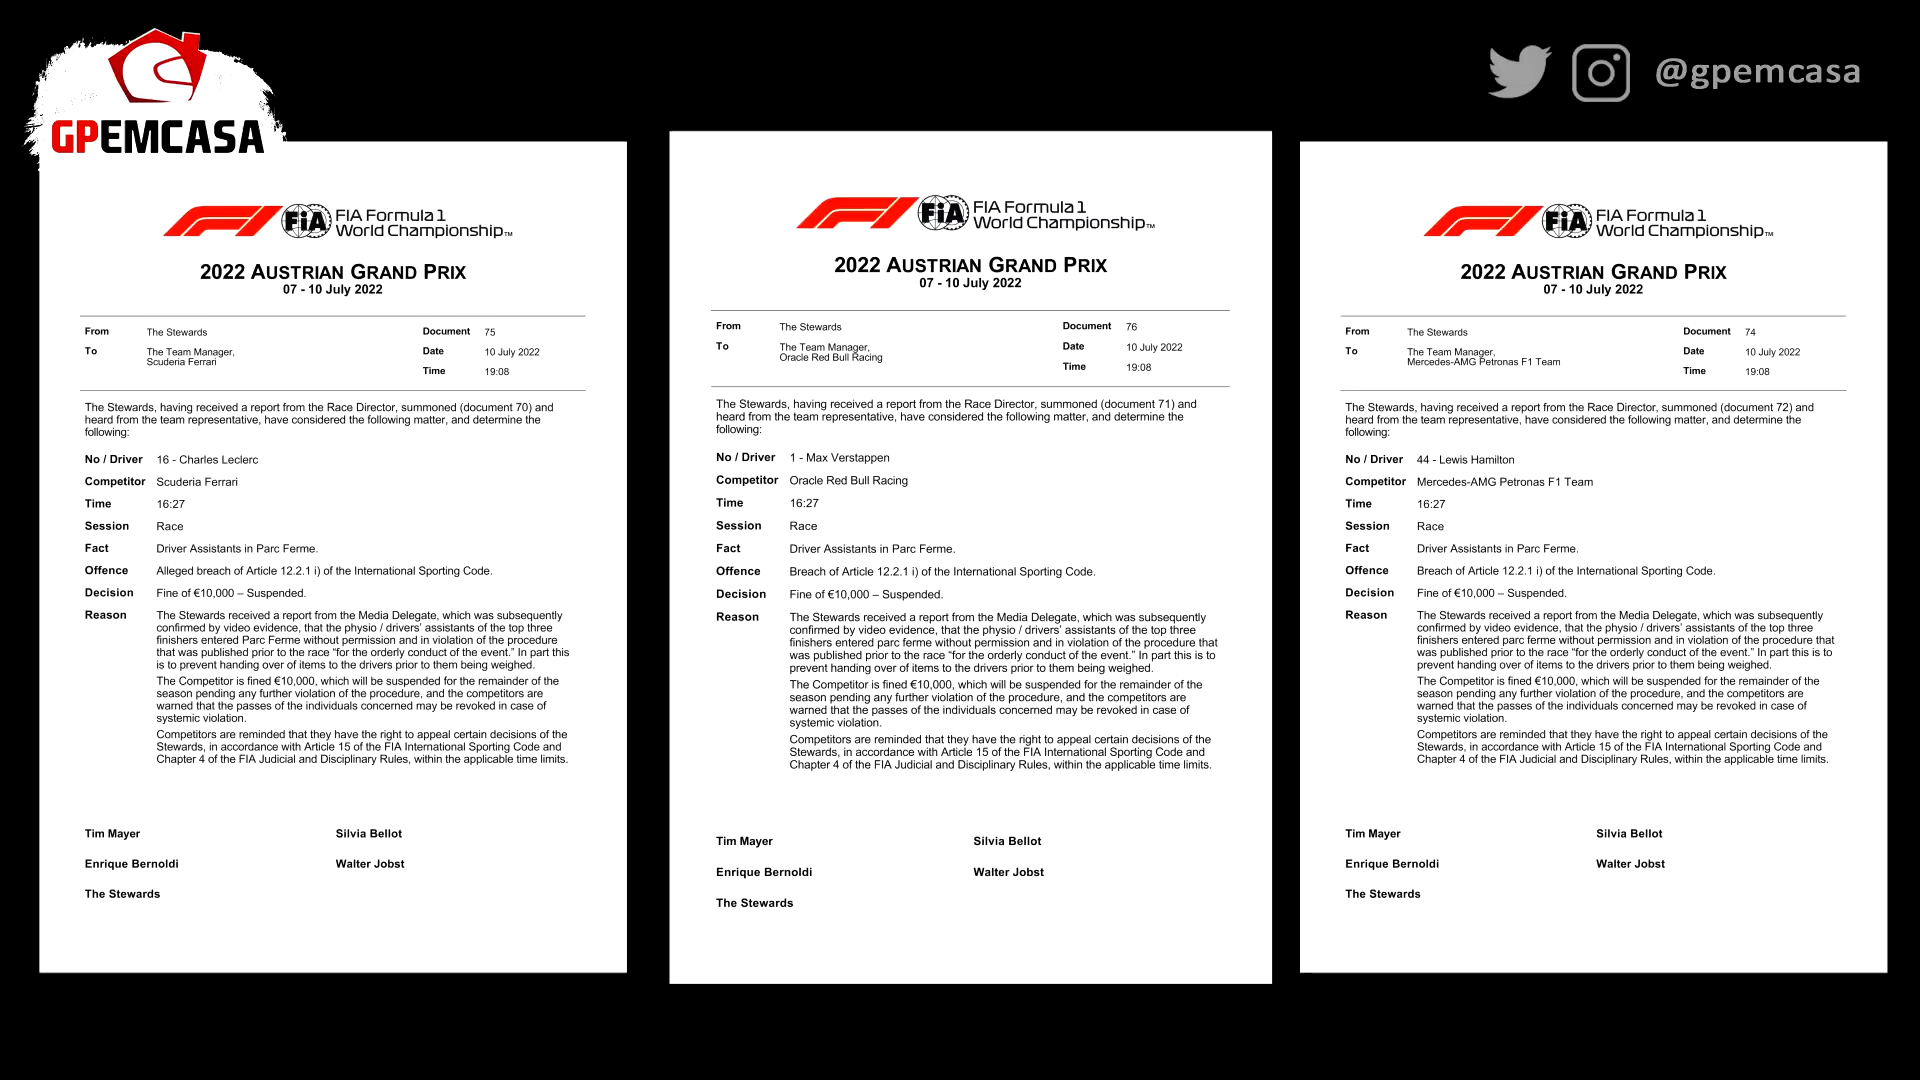 GPEMCASA
@gpemcasa
FIA FIA Formula 1
World Championship™
2022 AUSTRIAN GRAND PRIX
07 - 10 July 2022
From The Stewards Document 75
To The Team Manager, Date 10 July 2022
Scuderia Ferrari
Time 19:08
The Stewards, having received a report from the Race Director, summoned (document 70) and
heard from the team representative, have considered the following matter, and determine the
following:
No / Driver 16 - Charles Leclerc
Competitor Scuderia Ferrari
Time 16:27
Session Race
Fact Driver Assistants in Parc Ferme.
Offence Alleged breach of Article 12.2.1 i) of the International Sporting Code.
Decision Fine of €10,000 – Suspended.
Reason The Stewards received a report from the Media Delegate, which was subsequently
confirmed by video evidence, that the physio / drivers’ assistants of the top three
finishers entered Parc Ferme without permission and in violation of the procedure
that was published prior to the race “for the orderly conduct of the event.” In part this
is to prevent handing over of items to the drivers prior to them being weighed.
The Competitor is fined €10,000, which will be suspended for the remainder of the
season pending any further violation of the procedure, and the competitors are
warned that the passes of the individuals concerned may be revoked in case of
systemic violation.
Competitors are reminded that they have the right to appeal certain decisions of the
Stewards, in accordance with Article 15 of the FIA International Sporting Code and
Chapter 4 of the FIA Judicial and Disciplinary Rules, within the applicable time limits.
Tim Mayer Silvia Bellot
Enrique Bernoldi Walter Jobst
The Stewards
FIA FIA Formula 1
World Championship™
2022 AUSTRIAN GRAND PRIX
07 - 10 July 2022
From The Stewards Document 76
To The Team Manager, Date 10 July 2022
Oracle Red Bull Racing
Time 19:08
The Stewards, having received a report from the Race Director, summoned (document 71) and
heard from the team representative, have considered the following matter, and determine the
following:
No / Driver 1 - Max Verstappen
Competitor Oracle Red Bull Racing
Time 16:27
Session Race
Fact Driver Assistants in Parc Ferme.
Offence Breach of Article 12.2.1 i) of the International Sporting Code.
Decision Fine of €10,000 – Suspended.
Reason The Stewards received a report from the Media Delegate, which was subsequently
confirmed by video evidence, that the physio / drivers’ assistants of the top three
finishers entered parc ferme without permission and in violation of the procedure that
was published prior to the race “for the orderly conduct of the event.” In part this is to
prevent handing over of items to the drivers prior to them being weighed.
The Competitor is fined €10,000, which will be suspended for the remainder of the
season pending any further violation of the procedure, and the competitors are
warned that the passes of the individuals concerned may be revoked in case of
systemic violation.
Competitors are reminded that they have the right to appeal certain decisions of the
Stewards, in accordance with Article 15 of the FIA International Sporting Code and
Chapter 4 of the FIA Judicial and Disciplinary Rules, within the applicable time limits.
Tim Mayer Silvia Bellot
Enrique Bernoldi Walter Jobst
The Stewards
FIA FIA Formula 1
World Championship™
2022 AUSTRIAN GRAND PRIX
07 - 10 July 2022
From The Stewards Document 74
To The Team Manager, Date 10 July 2022
Mercedes-AMG Petronas F1 Team
Time 19:08
The Stewards, having received a report from the Race Director, summoned (document 72) and
heard from the team representative, have considered the following matter, and determine the
following:
No / Driver 44 - Lewis Hamilton
Competitor Mercedes-AMG Petronas F1 Team
Time 16:27
Session Race
Fact Driver Assistants in Parc Ferme.
Offence Breach of Article 12.2.1 i) of the International Sporting Code.
Decision Fine of €10,000 – Suspended.
Reason The Stewards received a report from the Media Delegate, which was subsequently
confirmed by video evidence, that the physio / drivers’ assistants of the top three
finishers entered parc ferme without permission and in violation of the procedure that
was published prior to the race “for the orderly conduct of the event.” In part this is to
prevent handing over of items to the drivers prior to them being weighed.
The Competitor is fined €10,000, which will be suspended for the remainder of the
season pending any further violation of the procedure, and the competitors are
warned that the passes of the individuals concerned may be revoked in case of
systemic violation.
Competitors are reminded that they have the right to appeal certain decisions of the
Stewards, in accordance with Article 15 of the FIA International Sporting Code and
Chapter 4 of the FIA Judicial and Disciplinary Rules, within the applicable time limits.
Tim Mayer Silvia Bellot
Enrique Bernoldi Walter Jobst
The Stewards